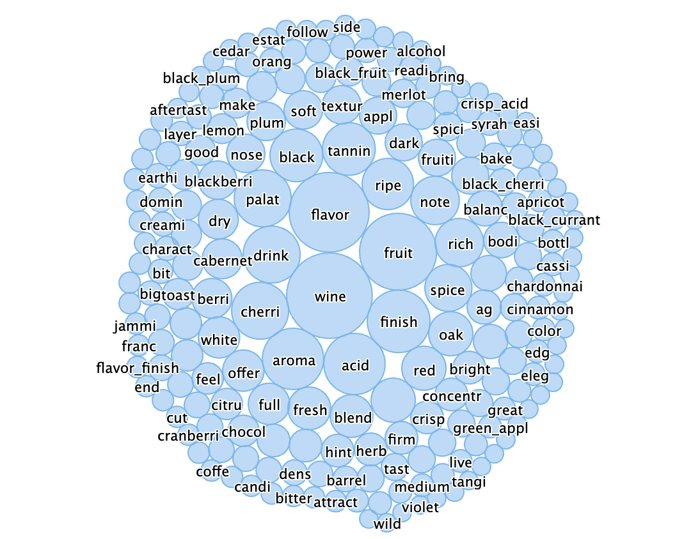 side
follow
estat
cedar
power
alcohol
orang
black_plum
black_fruit
readi
bring
merlot
aftertast
make
soft
textur
appl
crisp_acid
layer
lemon
plum
spici
syrah
easi
good
nose
black
tannin
dark
fruiti
bake
earthi
blackberri
palat
ripe
black_cherri
domin
note
balanc
apricot
creami
dry
flavor
black_currant
charact
cabernet
drink
fruit
rich
bodi
bottl
bit
cassi
bigtoast
berri
cherri
wine
spice
chardonnai
ag
cinnamon
jammi
white
finish
oak
color
franc
edg
flavor_finish
feel
offer
aroma
acid
red
bright
eleg
end
cut
citru
full
fresh
blend
concentr
crisp
great
cranberri
chocol
firm
green_appl
coffe
hint
herb
tast
live
candi
dens
barrel
medium
tangi
bitter
attract
violet
wild